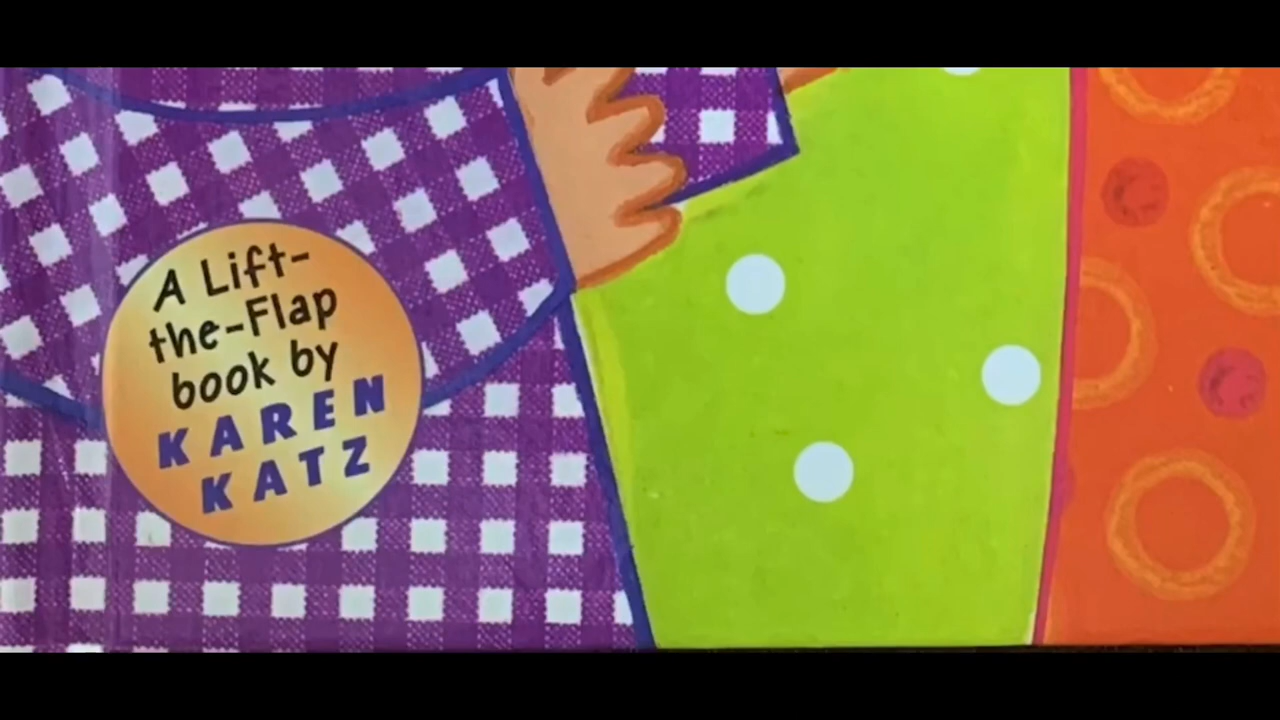 A Lift-
the-Flap
book by
KAREN
KATZ